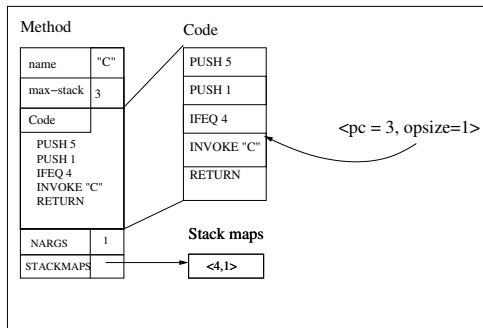 Method
name "C"
max-stack 3
Code
PUSH 5
PUSH 1
IFEQ 4
INVOKE "C"
RETURN
NARGS 1
STACKMAPS
Code
PUSH 5
PUSH 1
IFEQ 4
INVOKE "C"
RETURN
<pc = 3, opsize=1>
Stack maps
<4,1>